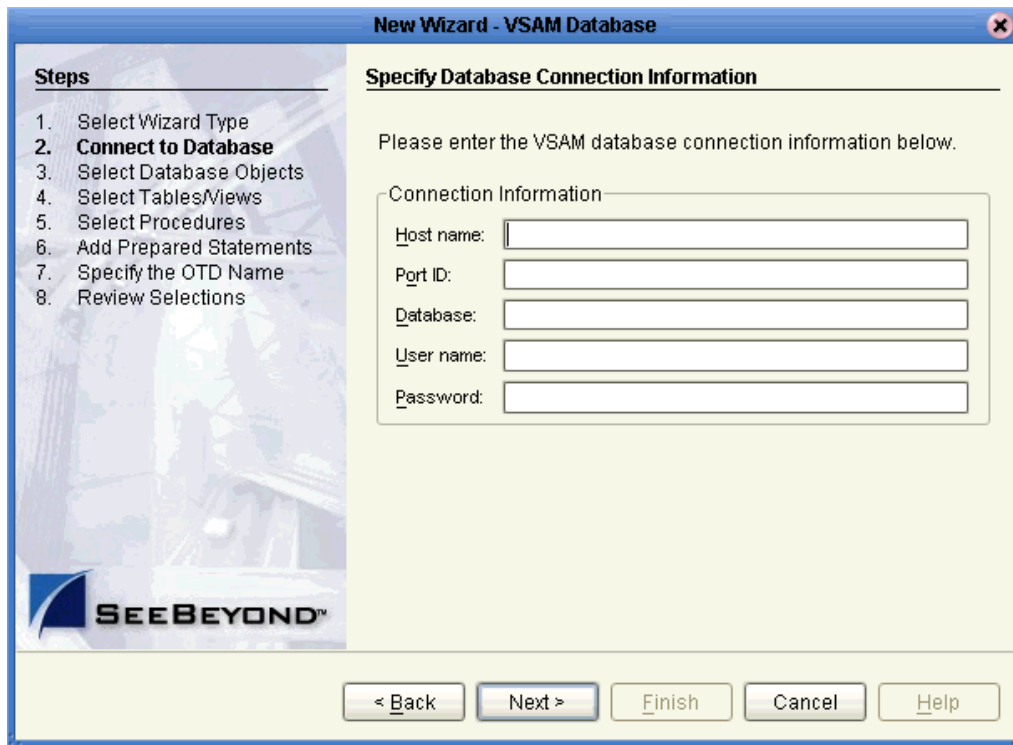 New Wizard - VSAM Database
Steps
1. Select Wizard Type
2. Connect to Database
3. Select Database Objects
4. Select Tables/Views
5. Select Procedures
6. Add Prepared Statements
7. Specify the OTD Name
8. Review Selections
SEEBEYOND™
Specify Database Connection Information
Please enter the VSAM database connection information below.
Connection Information
Host name:
Port ID:
Database:
User name:
Password:
< Back Next > Finish Cancel Help